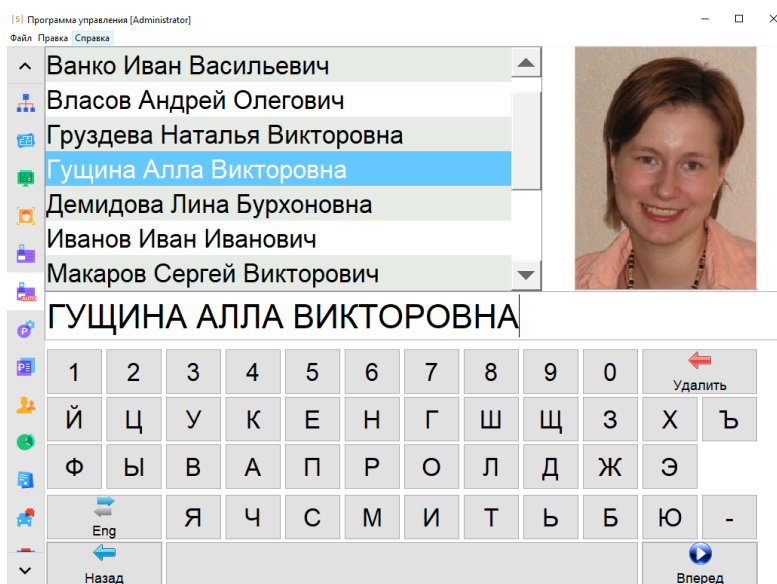 |S| Программа управления [Administrator]
Файл Правка Справка
Ванко Иван Васильевич
Власов Андрей Олегович
Груздева Наталья Викторовна
Гущина Алла Викторовна
Демидова Лина Бурхоновна
Иванов Иван Иванович
Макаров Сергей Викторович
ГУЩИНА АЛЛА ВИКТОРОВНА
1 2 3 4 5 6 7 8 9 0 Удалить
Й Ц У К Е Н Г Ш Щ З Х Ъ
Ф Ы В А П Р О Л Д Ж Э
Eng Я Ч С М И Т Ь Б Ю -
Назад Вперед